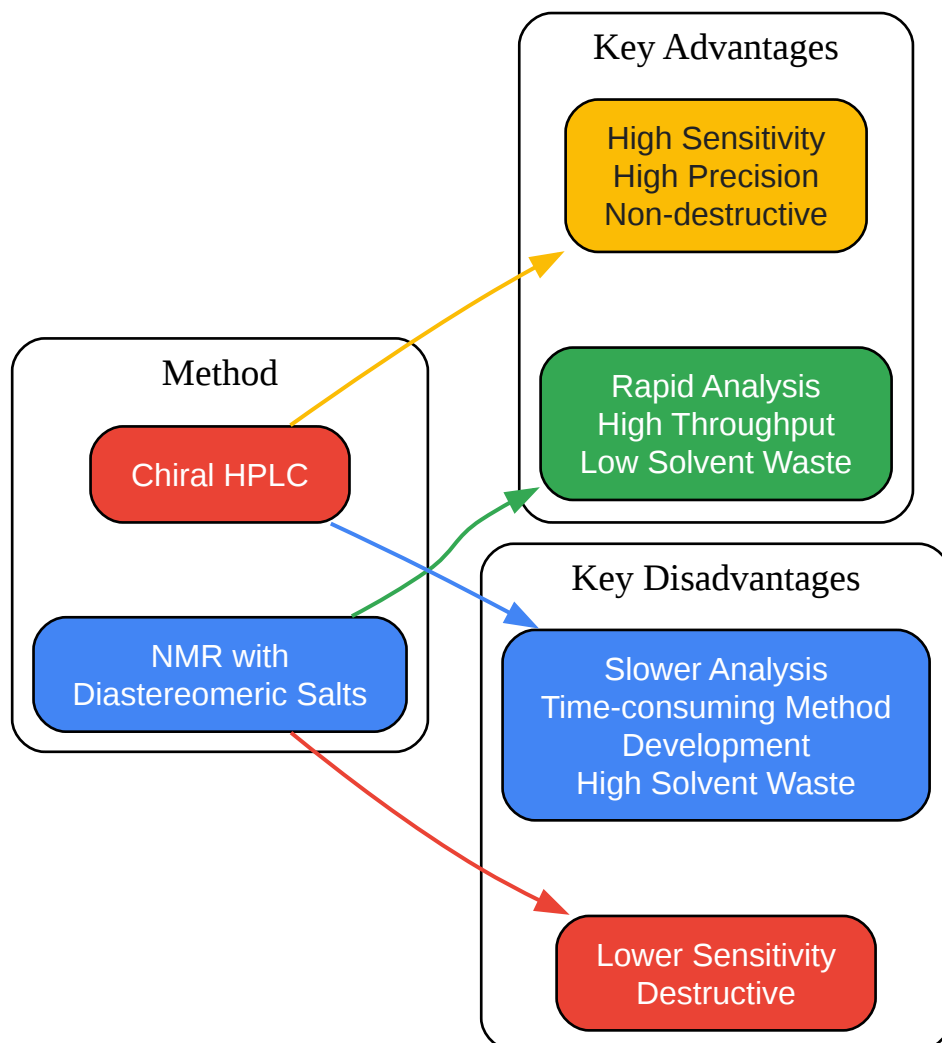 Key Advantages
High Sensitivity
High Precision
Non-destructive
Rapid Analysis
High Throughput
Low Solvent Waste
Method
Chiral HPLC
NMR with
Diastereomeric Salts
Key Disadvantages
Slower Analysis
Time-consuming Method
Development
High Solvent Waste
Lower Sensitivity
Destructive